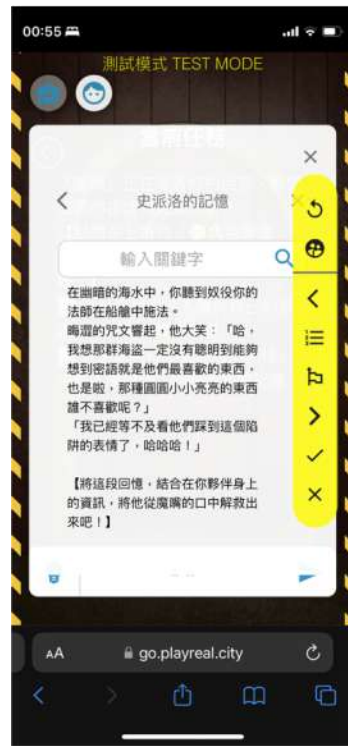 00:55
測試模式 TEST MODE
當前任務
史派洛的記憶
輸入關鍵字
在幽暗的海水中，你聽到奴役你的
法師在船艙中施法。
晦澀的咒文響起，他大笑：「哈，
我想那群海盜一定沒有聰明到能夠
想到密語就是他們最喜歡的東西，
也是啦，那種圓圓小小亮亮的東西
誰不喜歡呢？」
「我已經等不及看他們踩到這個陷
阱的表情了，哈哈哈！」
【將這段回憶，結合在你夥伴身上
的資訊，將他從魔嘴的口中解救出
來吧！】
AA
go.playreal.city